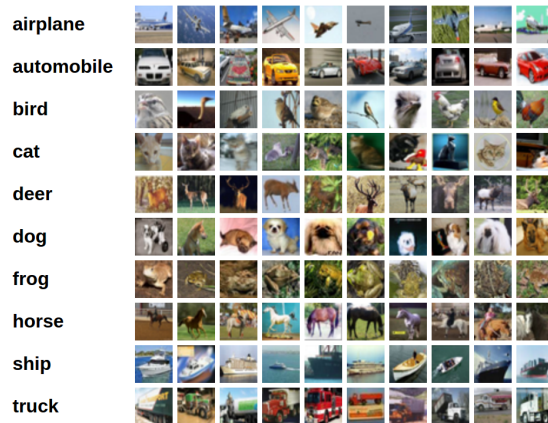 airplane
automobile
bird
cat
deer
dog
frog
horse
ship
truck